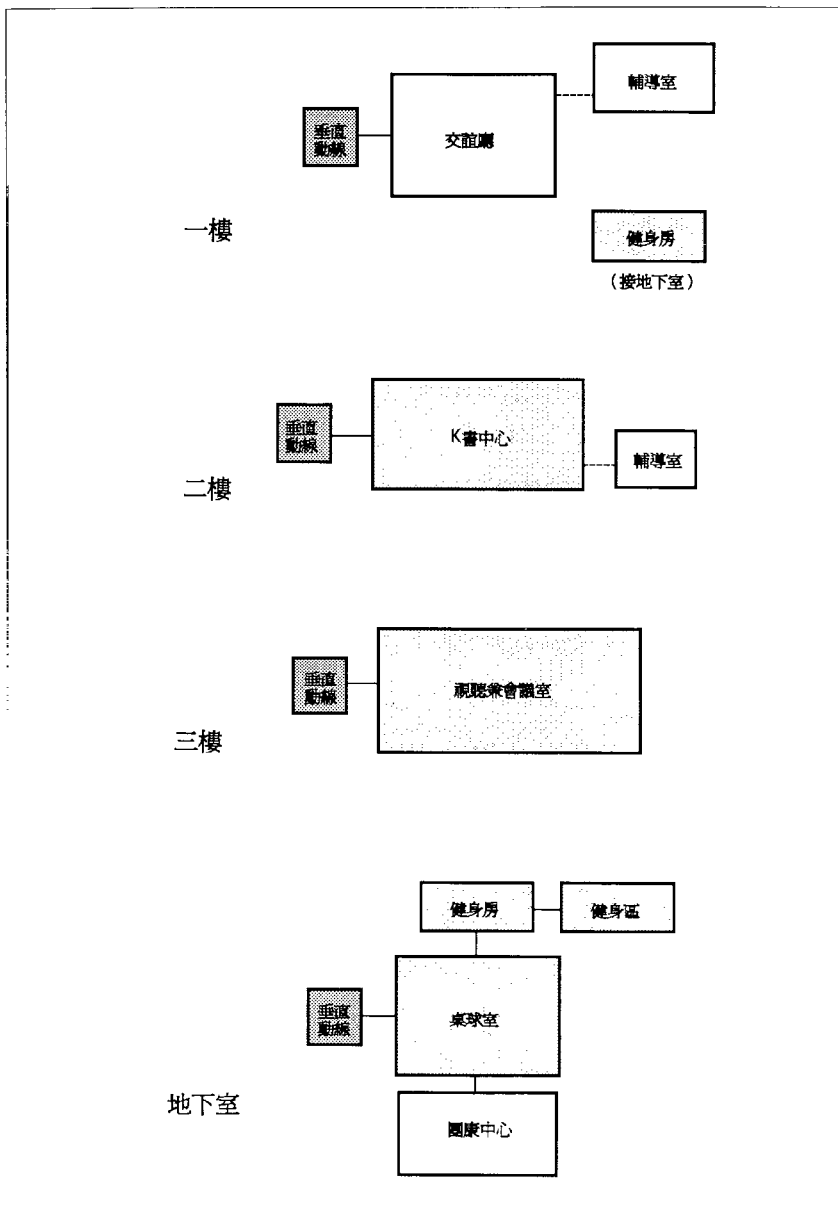 輔導室
垂直
動線
交誼廳
一樓
健身房
(接地下室)
垂直
動線
K書中心
輔導室
二樓
垂直
動線
視聽兼會議室
三樓
健身房
健身區
垂直
動線
桌球室
地下室
團康中心